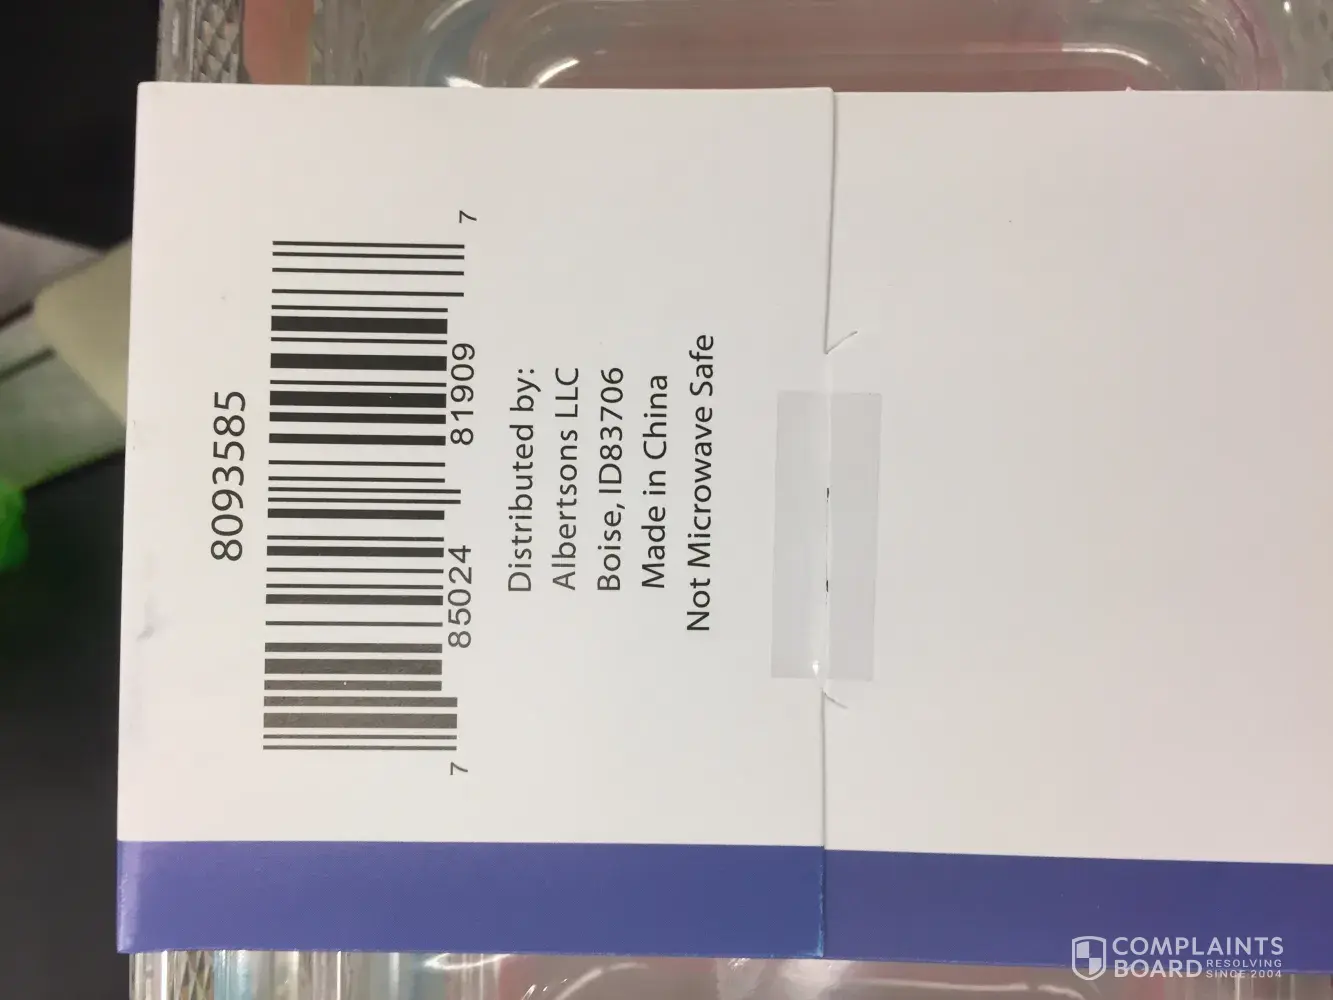 8093585
7 85024 81909 7
Distributed by:
Albertsons LLC
Boise, ID83706
Made in China
Not Microwave Safe
COMPLAINTS
BOARD RESOLVING
SINCE 2004